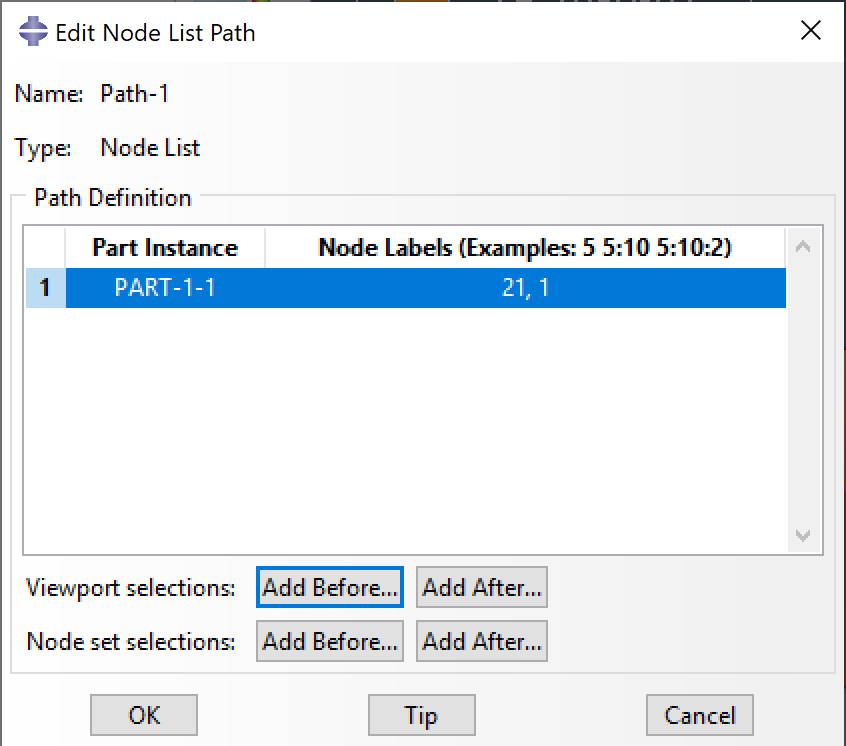 Edit Node List Path
Name: Path-1
Type: Node List
Path Definition
Part Instance Node Labels (Examples: 5 5:10 5:10:2)
1 PART-1-1 21, 1
Viewport selections: Add Before... Add After...
Node set selections: Add Before... Add After...
OK Tip Cancel